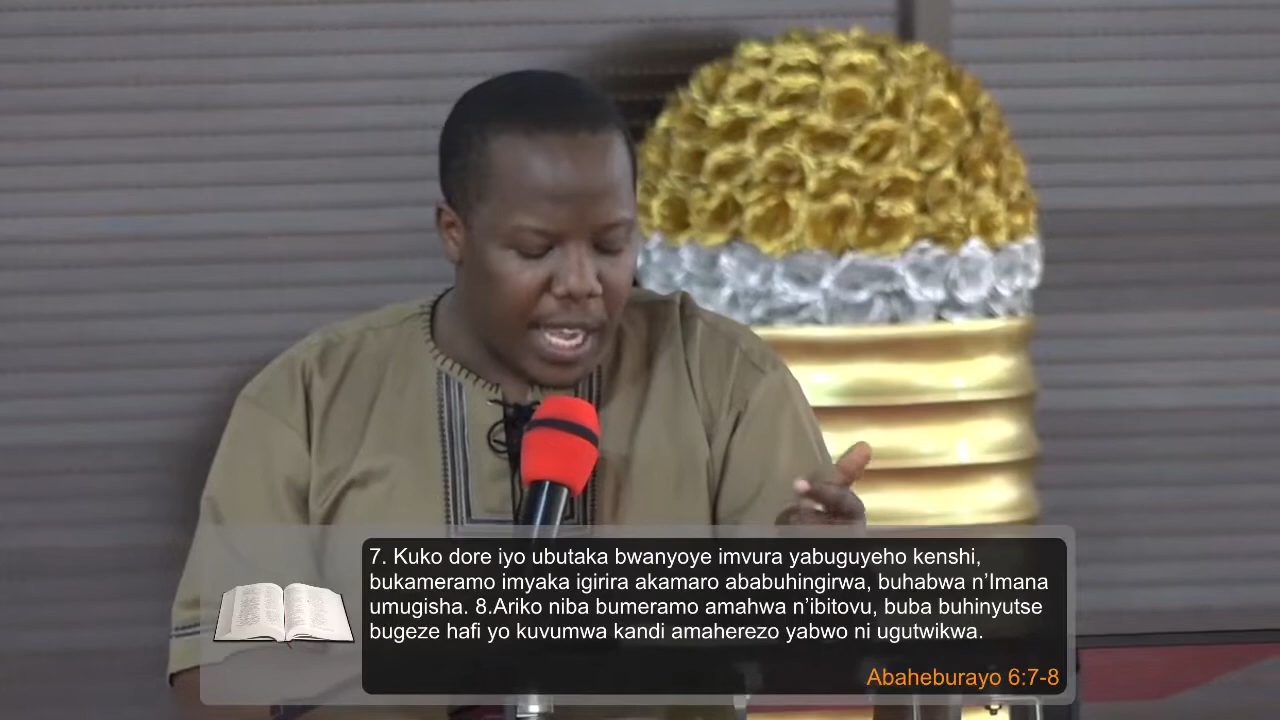 7. Kuko dore iyo ubutaka bwanyoye imvura yabuguyeho kenshi,
bukameramo imyaka igirira akamaro ababuhingirwa, buhabwa n’Imana
umugisha. 8.Ariko niba bumeramo amahwa n’ibitovu, buba buhinyutse
bugeze hafi yo kuvumwa kandi amaherezo yabwo ni ugutwikwa.
Abaheburayo 6:7-8